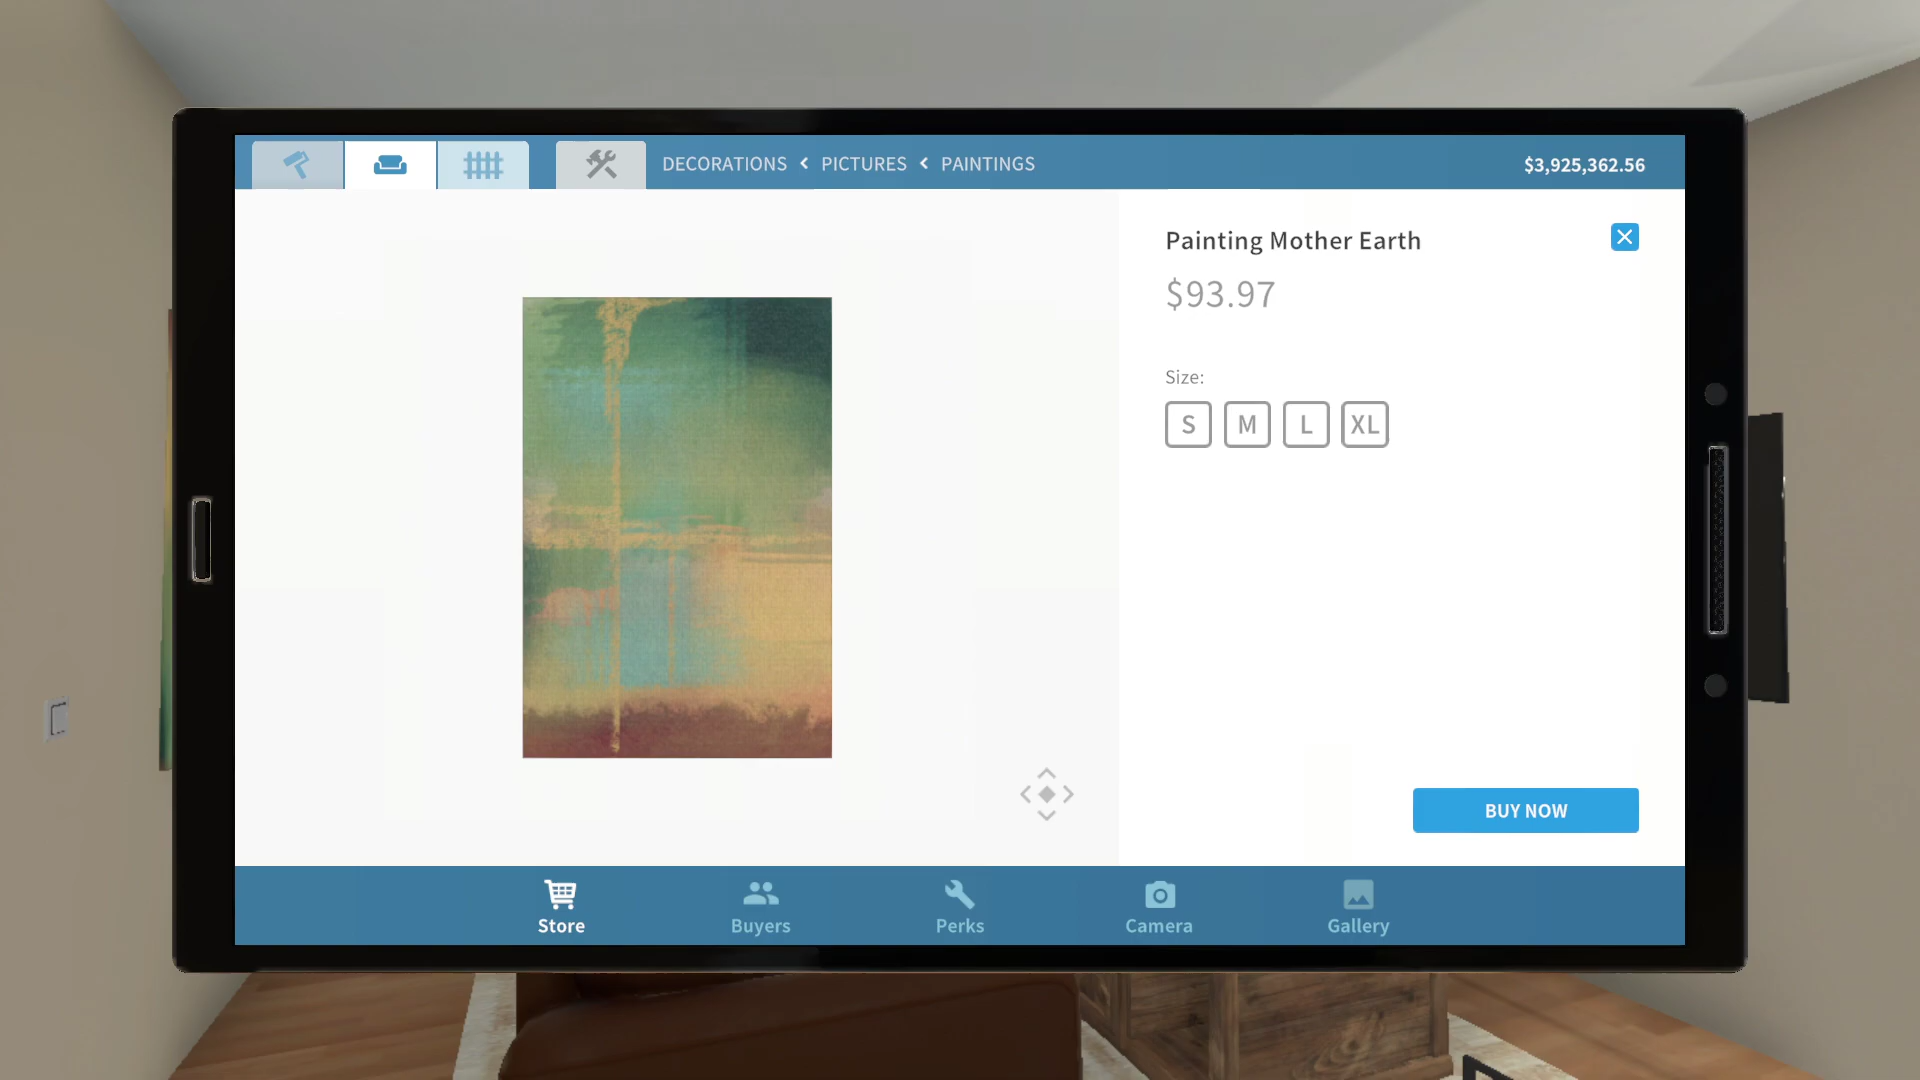 DECORATIONS < PICTURES < PAINTINGS
$3,925,362.56
Painting Mother Earth
$93.97
Size:
S M L XL
BUY NOW
Store Buyers Perks Camera Gallery